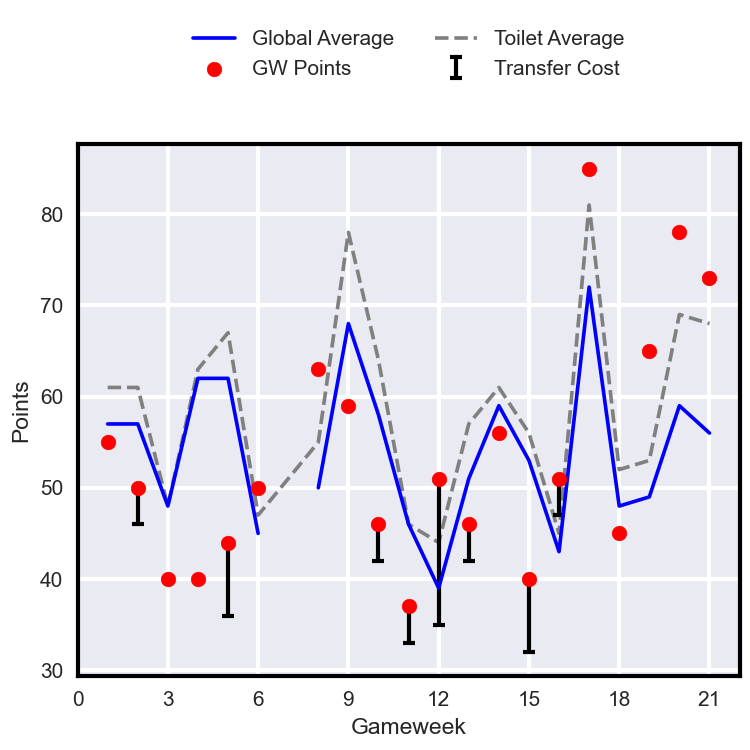 Global Average
Toilet Average
GW Points
Transfer Cost
Points
80
70
60
50
40
30
0 3 6 9 12 15 18 21
Gameweek